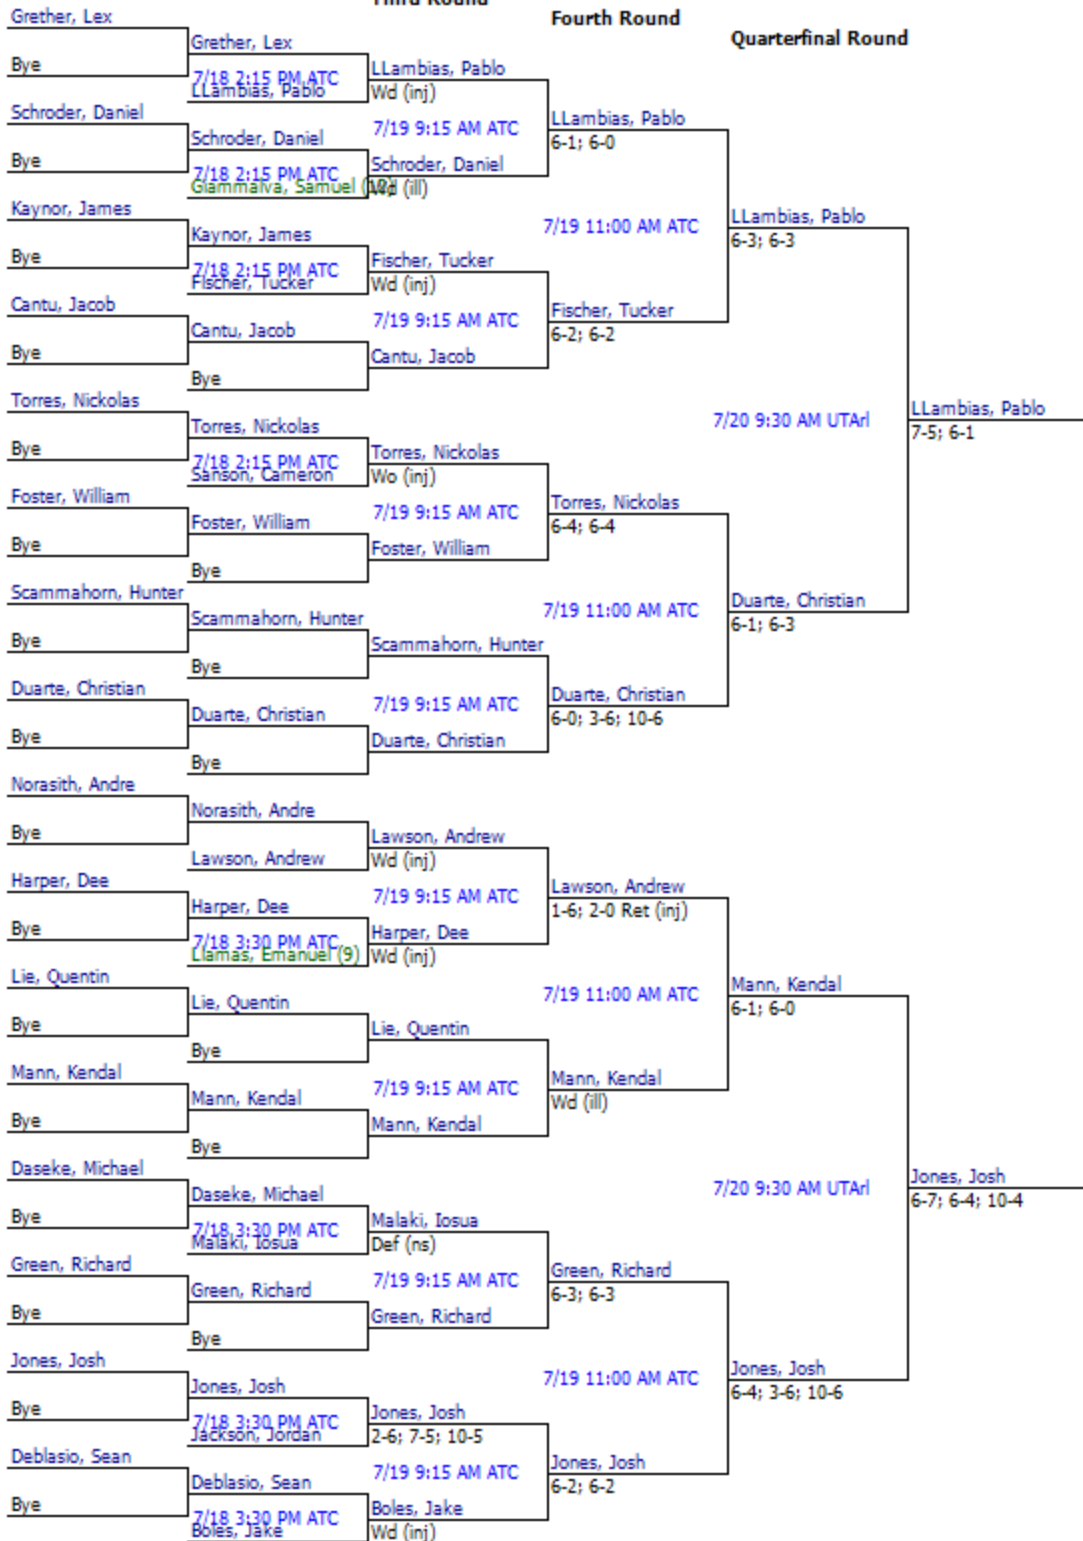 Third Round
Fourth Round
Quarterfinal Round
Grether, Lex
Bye
Schroder, Daniel
Bye
Kaynor, James
Bye
Cantu, Jacob
Bye
Torres, Nickolas
Bye
Foster, William
Bye
Scammahorn, Hunter
Bye
Duarte, Christian
Bye
Norasith, Andre
Bye
Harper, Dee
Bye
Lie, Quentin
Bye
Mann, Kendal
Bye
Daseke, Michael
Bye
Green, Richard
Bye
Jones, Josh
Bye
Deblasio, Sean
Bye
Grether, Lex
7/18 2:15 PM ATC
LLambias, Pablo
Schroder, Daniel
7/18 2:15 PM ATC
Giammalva, Samuel (12)
Kaynor, James
7/18 2:15 PM ATC
Fischer, Tucker
Cantu, Jacob
Bye
Torres, Nickolas
7/18 2:15 PM ATC
Sanson, Cameron
Foster, William
Bye
Scammahorn, Hunter
Bye
Duarte, Christian
Bye
Norasith, Andre
Lawson, Andrew
Harper, Dee
7/18 3:30 PM ATC
Llamas, Emanuel (9)
Lie, Quentin
Bye
Mann, Kendal
Bye
Daseke, Michael
7/18 3:30 PM ATC
Malaki, Iosua
Green, Richard
Bye
Jones, Josh
7/18 3:30 PM ATC
Jackson, Jordan
Deblasio, Sean
7/18 3:30 PM ATC
Boles, Jake
LLambias, Pablo
Wd (inj)
7/19 9:15 AM ATC
Schroder, Daniel
Wd (ill)
Fischer, Tucker
Wd (inj)
7/19 9:15 AM ATC
Cantu, Jacob
Torres, Nickolas
Wo (inj)
7/19 9:15 AM ATC
Foster, William
Scammahorn, Hunter
7/19 9:15 AM ATC
Duarte, Christian
Lawson, Andrew
Wd (inj)
7/19 9:15 AM ATC
Harper, Dee
Wd (inj)
Lie, Quentin
7/19 9:15 AM ATC
Mann, Kendal
Malaki, Iosua
Def (ns)
7/19 9:15 AM ATC
Green, Richard
Jones, Josh
2-6; 7-5; 10-5
7/19 9:15 AM ATC
Boles, Jake
Wd (inj)
LLambias, Pablo
6-1; 6-0
7/19 11:00 AM ATC
Fischer, Tucker
6-2; 6-2
Torres, Nickolas
6-4; 6-4
7/19 11:00 AM ATC
Duarte, Christian
6-0; 3-6; 10-6
Lawson, Andrew
1-6; 2-0 Ret (inj)
7/19 11:00 AM ATC
Mann, Kendal
Wd (ill)
Green, Richard
6-3; 6-3
7/19 11:00 AM ATC
Jones, Josh
6-2; 6-2
LLambias, Pablo
6-3; 6-3
7/20 9:30 AM UTArl
Duarte, Christian
6-1; 6-3
Mann, Kendal
6-1; 6-0
7/20 9:30 AM UTArl
Jones, Josh
6-4; 3-6; 10-6
LLambias, Pablo
7-5; 6-1
Jones, Josh
6-7; 6-4; 10-4